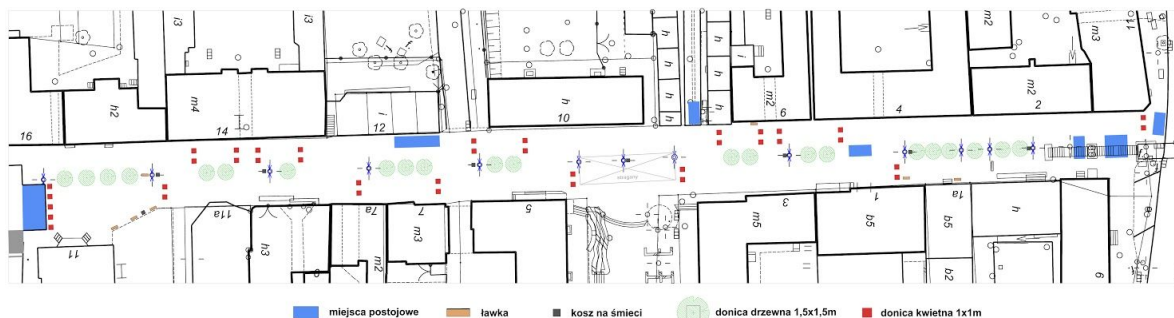 i3
i3
m2
m3
11
h
h
h
h
h
h
i
h2
m4
i
h
m2
m2
16
14
12
10
6
4
2
11a
7a
7
5
3
1
1a
h3
m3
m5
b5
b5
h
m2
b2
11
9
miejsca postojowe
ławka
kosz na śmieci
donica drzewna 1,5x1,5m
donica kwietna 1x1m